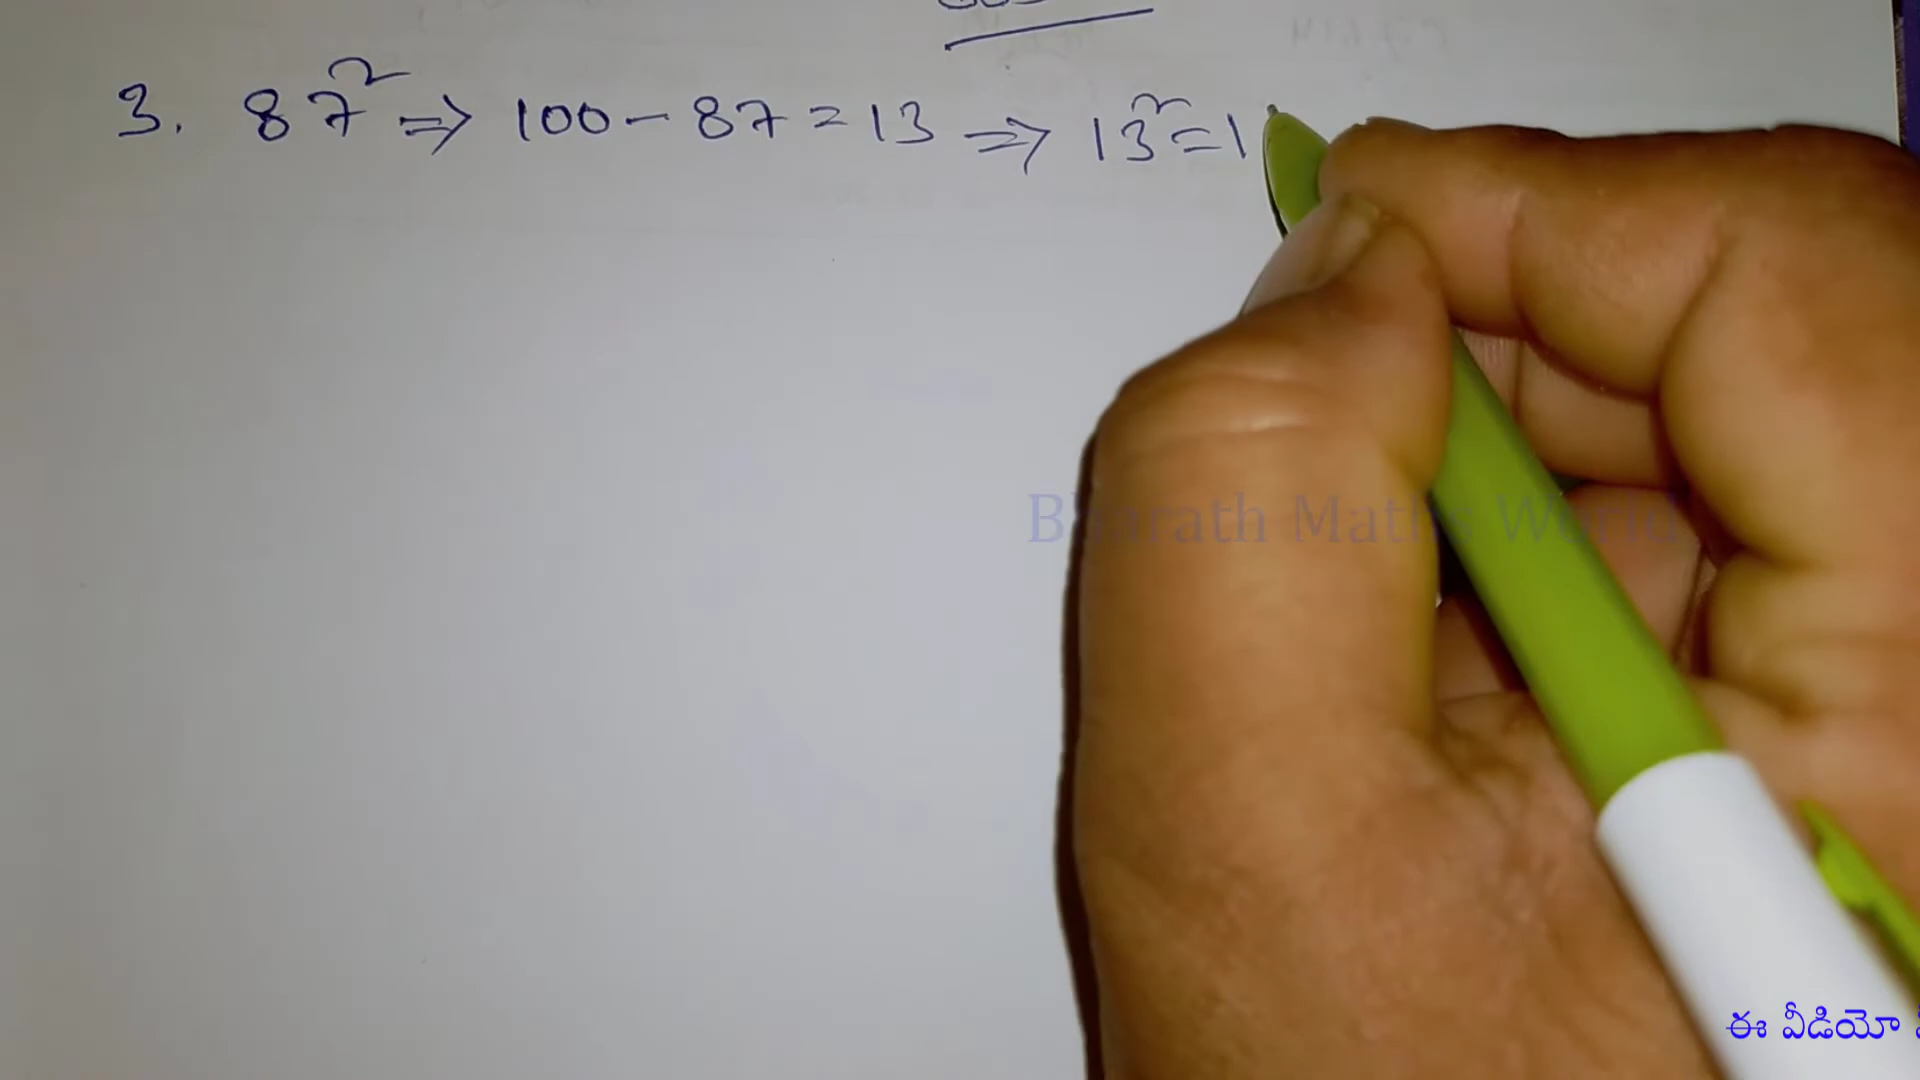 3. 87² ⇒ 100 - 87 = 13 ⇒ 13² = 1
Bharath Maths World
ఈ వీడియో